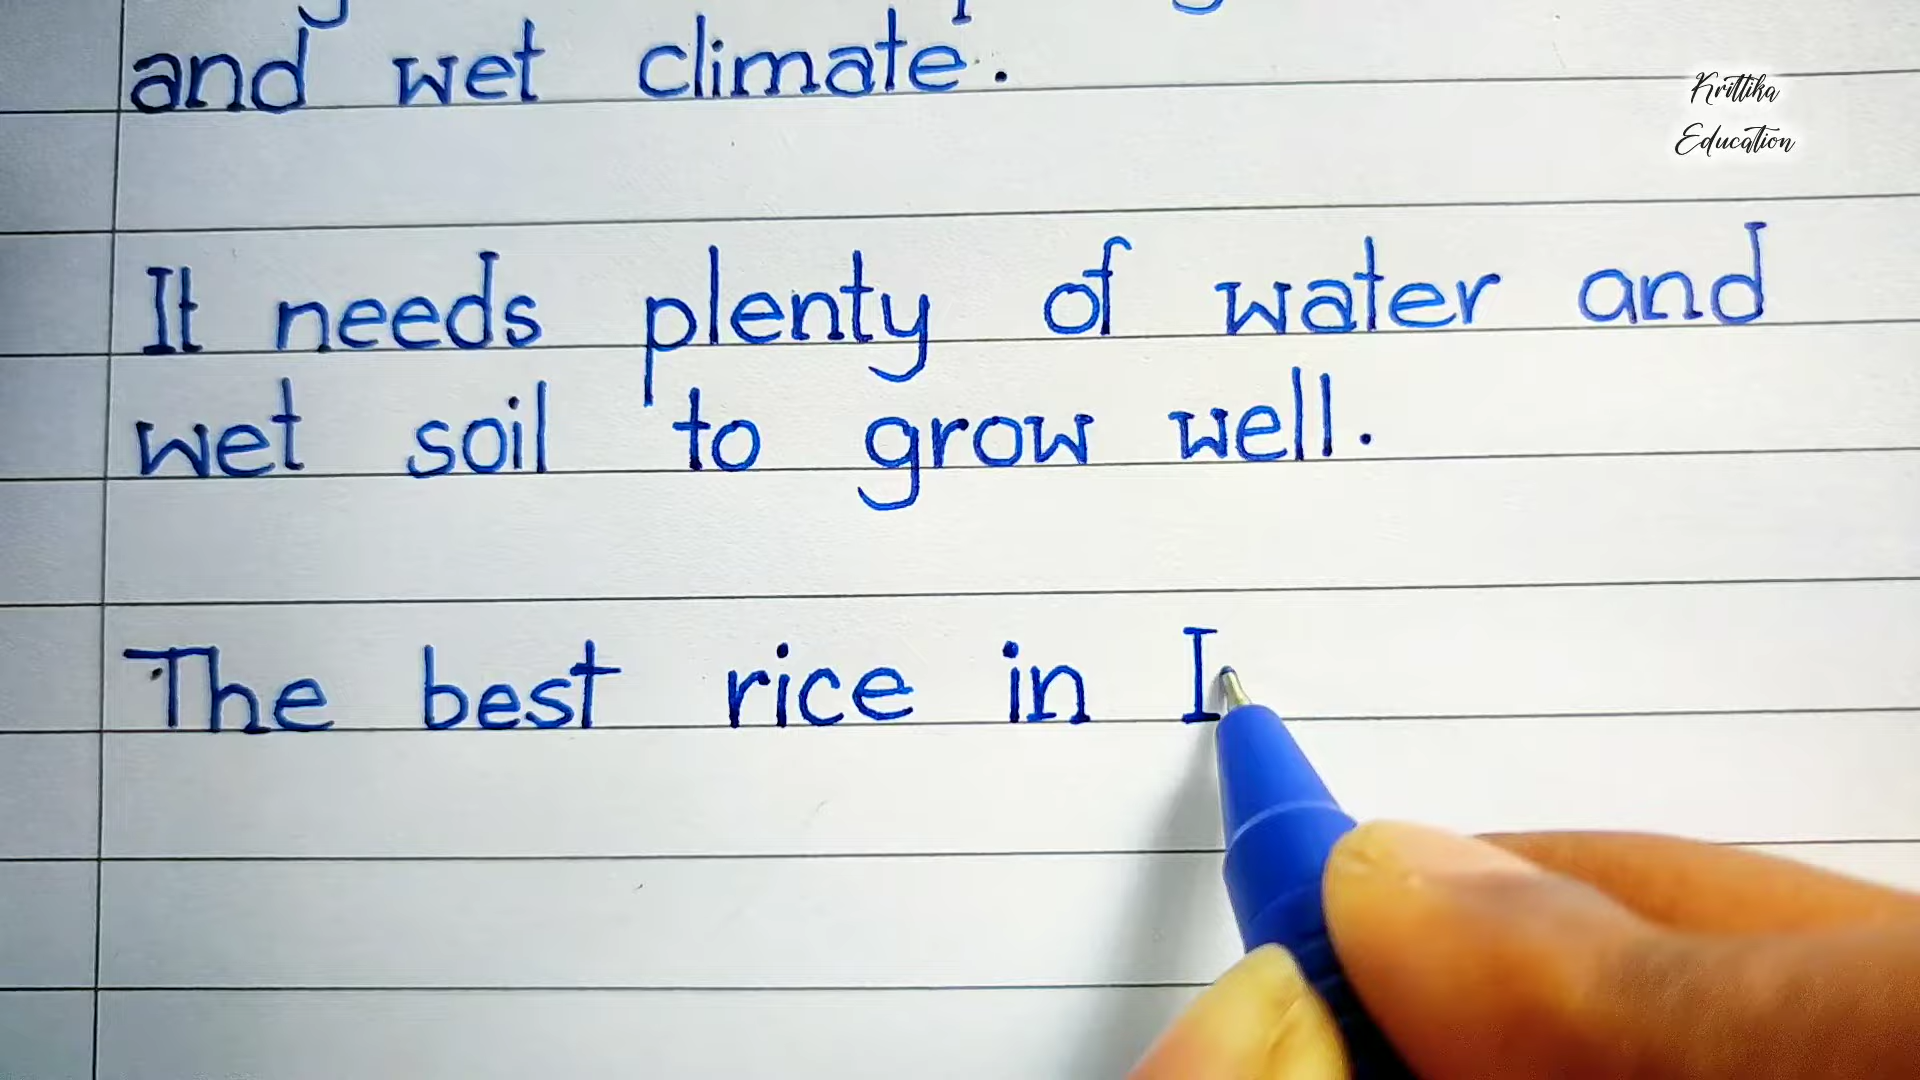 and wet climate.
Krittika
Education
It needs plenty of water and
wet soil to grow well.
The best rice in I